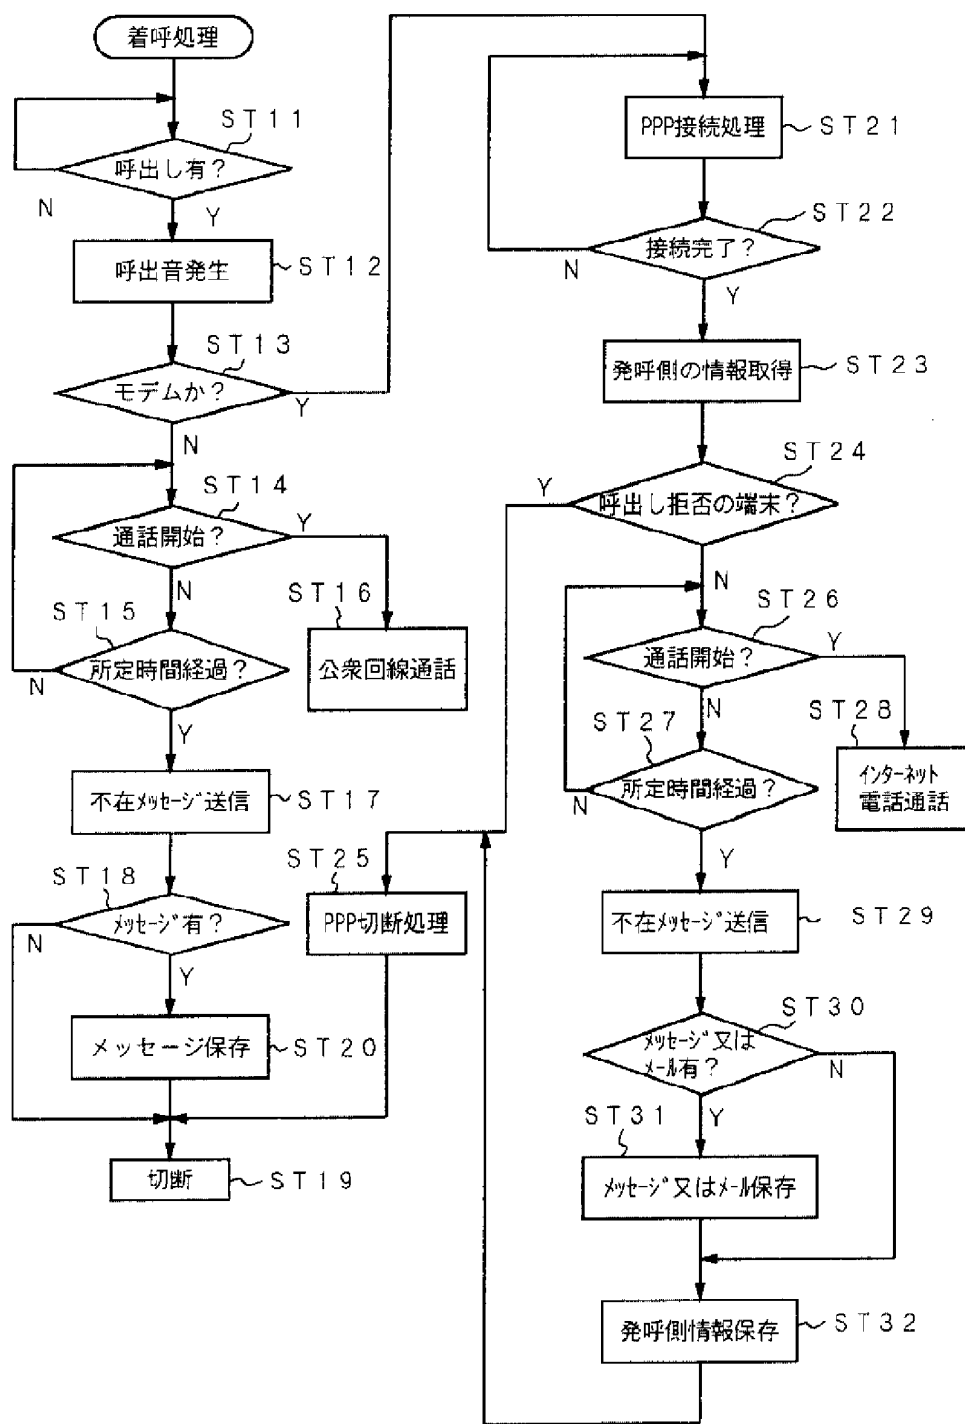 着呼処理
ST11
呼出し有?
N
Y
呼出音発生
ST12
ST13
モデムか?
Y
N
ST14
通話開始?
Y
N
ST15
所定時間経過?
N
Y
ST16
公衆回線通話
不在メッセージ送信
ST17
ST18
メッセージ有?
N
Y
メッセージ保存
ST20
ST25
PPP切断処理
切断
ST19
PPP接続処理
ST21
ST22
接続完了?
N
Y
発呼側の情報取得
ST23
ST24
呼出し拒否の端末?
Y
N
ST26
通話開始?
Y
N
ST28
インターネット
電話通話
ST27
所定時間経過?
N
Y
不在メッセージ送信
ST29
ST30
メッセージ又は
メール有?
N
Y
ST31
メッセージ又はメール保存
発呼側情報保存
ST32